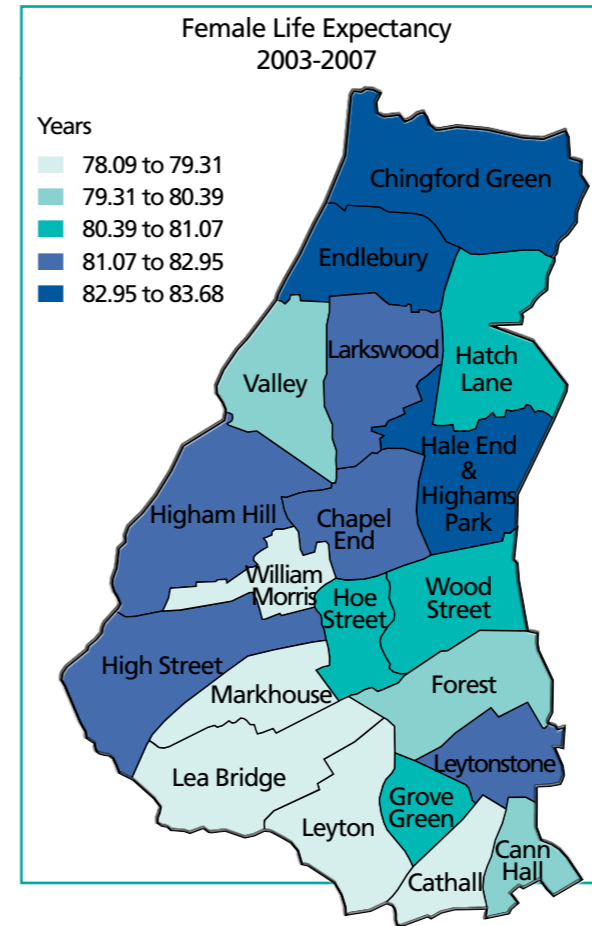 Female Life Expectancy
2003-2007
Years
78.09 to 79.31
79.31 to 80.39
80.39 to 81.07
81.07 to 82.95
82.95 to 83.68
Chingford Green
Endlebury
Larkswood
Hatch
Lane
Valley
Hale End
&
Highams
Park
Higham Hill
Chapel
End
William
Morris
Hoe
Street
Wood
Street
High Street
Markhouse
Forest
Lea Bridge
Leytonstone
Leyton
Grove
Green
Cann
Hall
Cathall